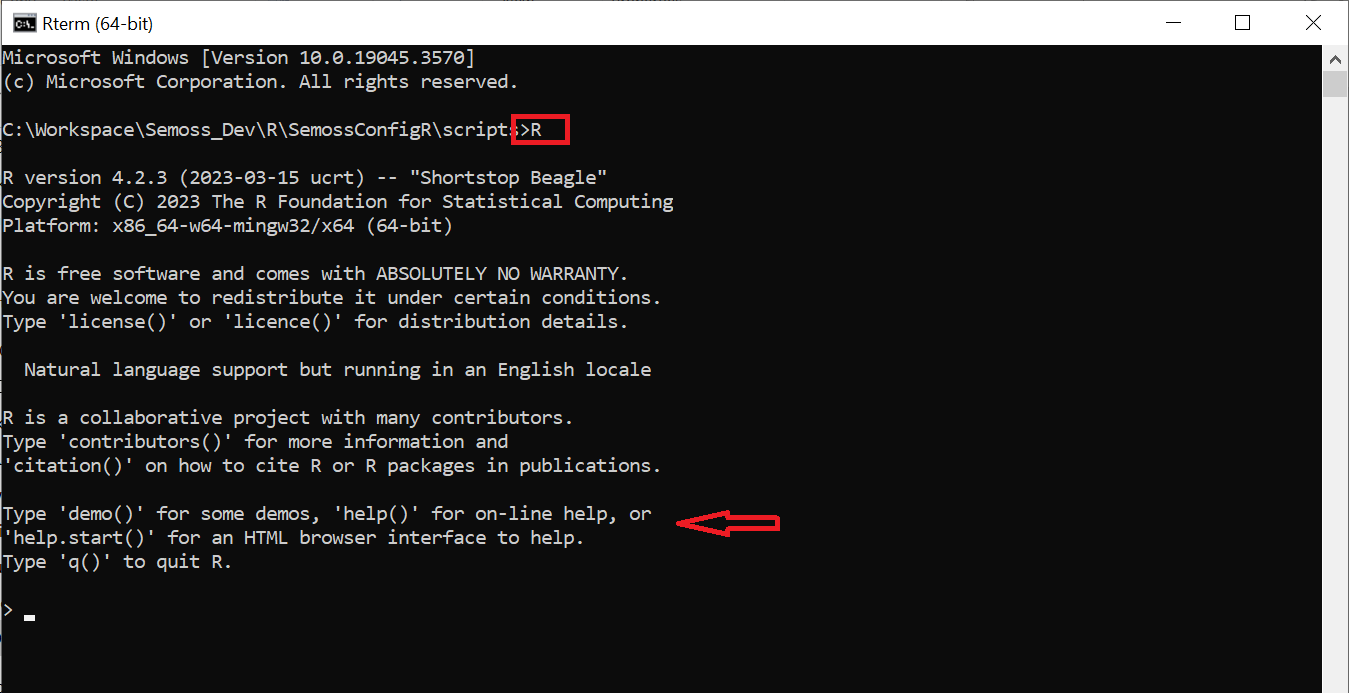 Rterm (64-bit)
Microsoft Windows [Version 10.0.19045.3570]
(c) Microsoft Corporation. All rights reserved.
C:\Workspace\Semoss_Dev\R\SemossConfigR\scripts>R
R version 4.2.3 (2023-03-15 ucrt) -- "Shortstop Beagle"
Copyright (C) 2023 The R Foundation for Statistical Computing
Platform: x86_64-w64-mingw32/x64 (64-bit)
R is free software and comes with ABSOLUTELY NO WARRANTY.
You are welcome to redistribute it under certain conditions.
Type 'license()' or 'licence()' for distribution details.
Natural language support but running in an English locale
R is a collaborative project with many contributors.
Type 'contributors()' for more information and
'citation()' on how to cite R or R packages in publications.
Type 'demo()' for some demos, 'help()' for on-line help, or
'help.start()' for an HTML browser interface to help.
Type 'q()' to quit R.
>